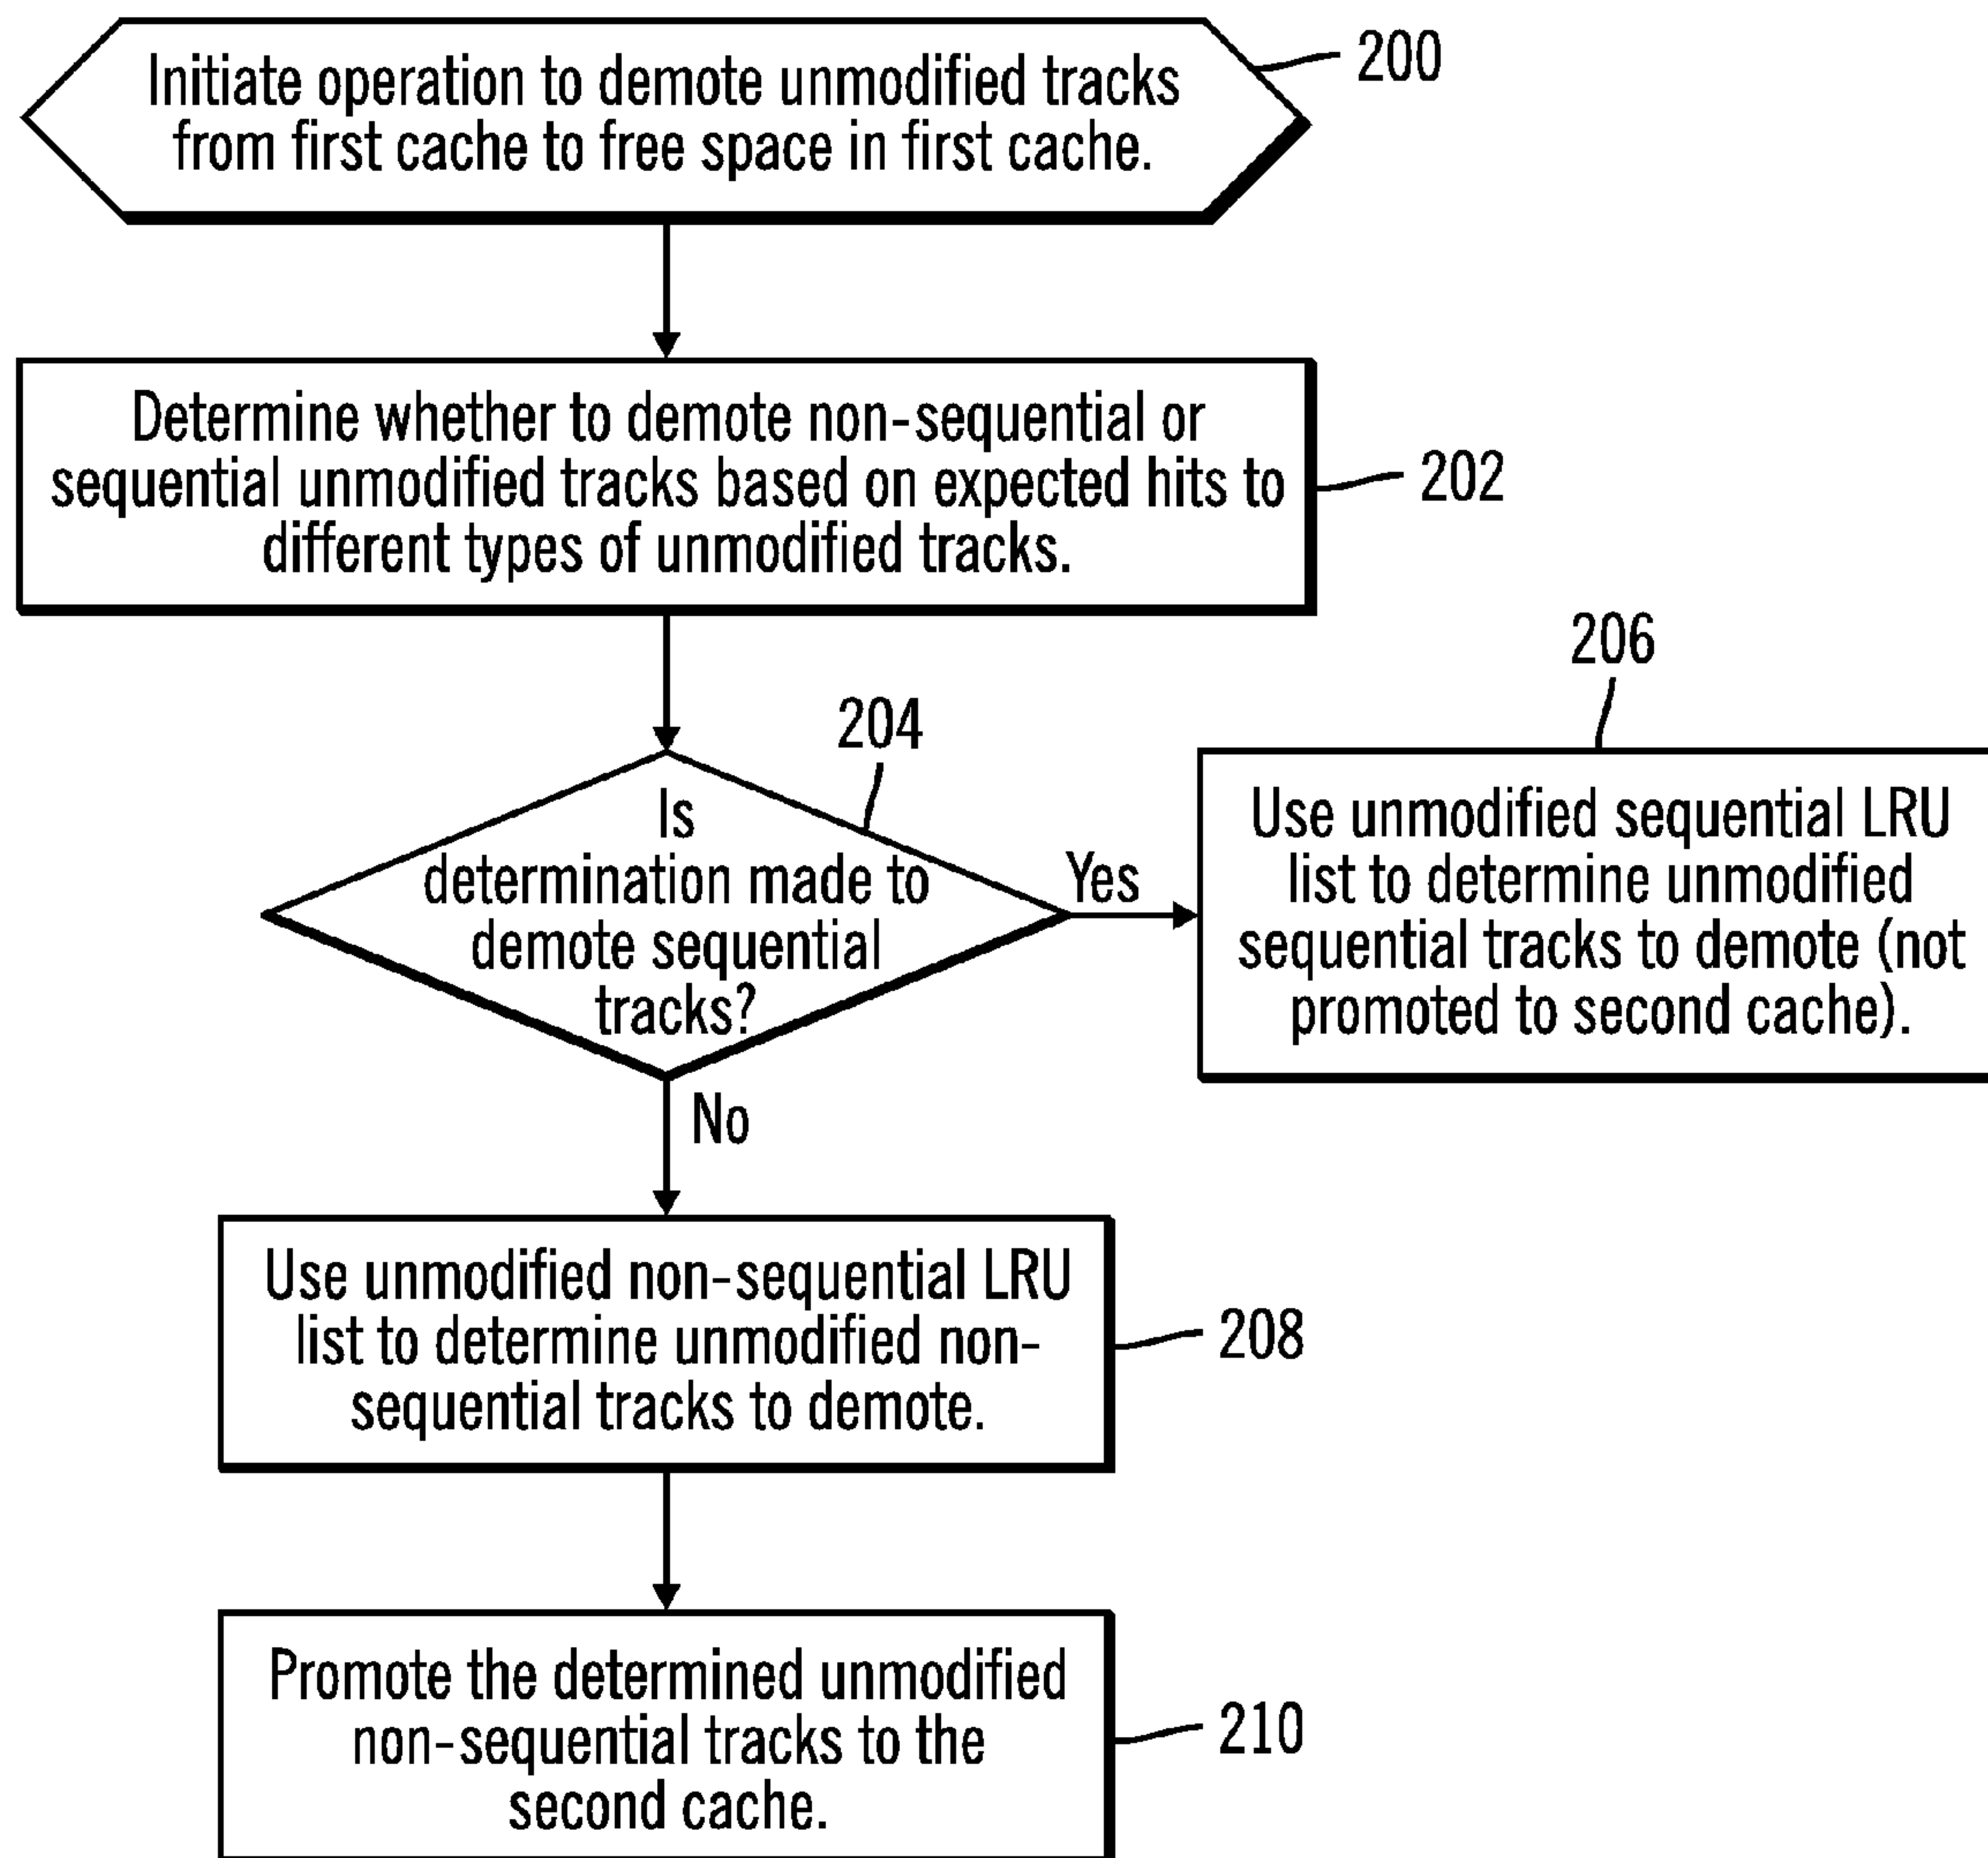 Initiate operation to demote unmodified tracks
from first cache to free space in first cache.
200
Determine whether to demote non-sequential or
sequential unmodified tracks based on expected hits to
different types of unmodified tracks.
202
204
Is
determination made to
demote sequential
tracks?
Yes
206
Use unmodified sequential LRU
list to determine unmodified
sequential tracks to demote (not
promoted to second cache).
No
Use unmodified non-sequential LRU
list to determine unmodified non-
sequential tracks to demote.
208
Promote the determined unmodified
non-sequential tracks to the
second cache.
210